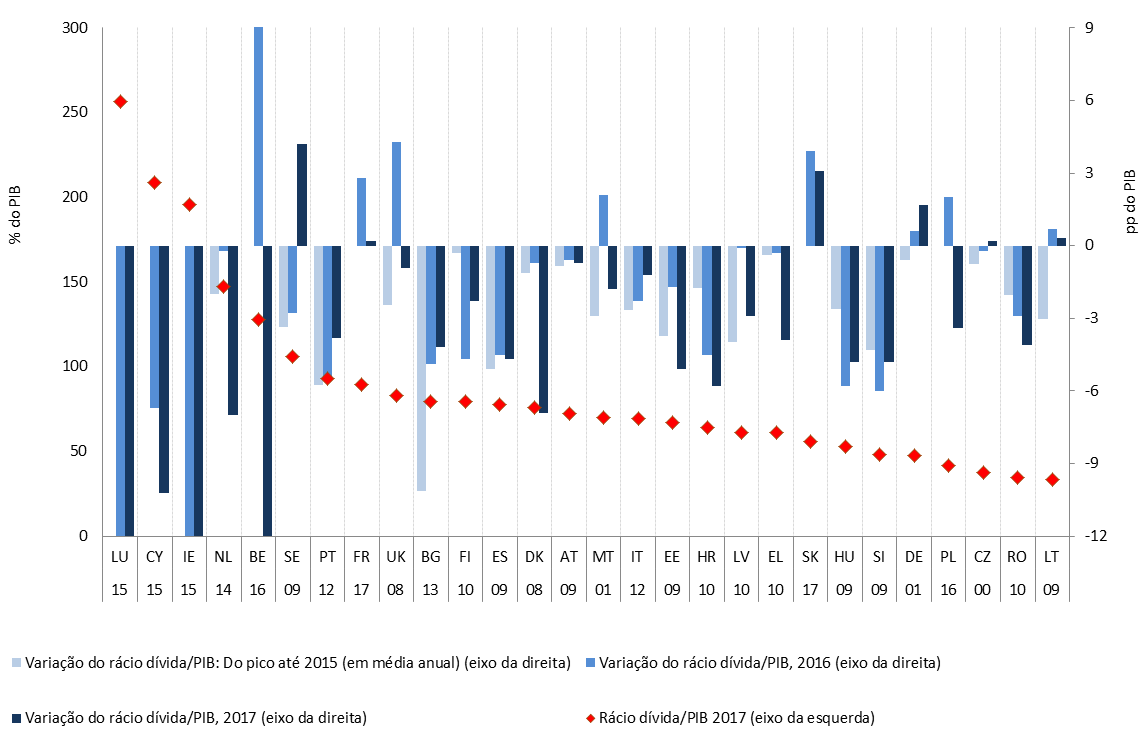 300 9
250 6
200 3
150 0
100 -3
50 -6
0 -9
-12
% do PIB
pp do PIB
LU CY IE NL BE SE PT FR UK BG FI ES DK AT MT IT EE HR LV EL SK HU SI DE PL CZ RO LT
15 15 15 14 16 09 12 17 08 13 10 09 08 09 01 12 09 10 10 10 17 09 09 01 16 00 10 09
Variação do rácio dívida/PIB: Do pico até 2015 (em média anual) (eixo da direita)
Variação do rácio dívida/PIB, 2016 (eixo da direita)
Variação do rácio dívida/PIB, 2017 (eixo da direita)
Rácio dívida/PIB 2017 (eixo da esquerda)